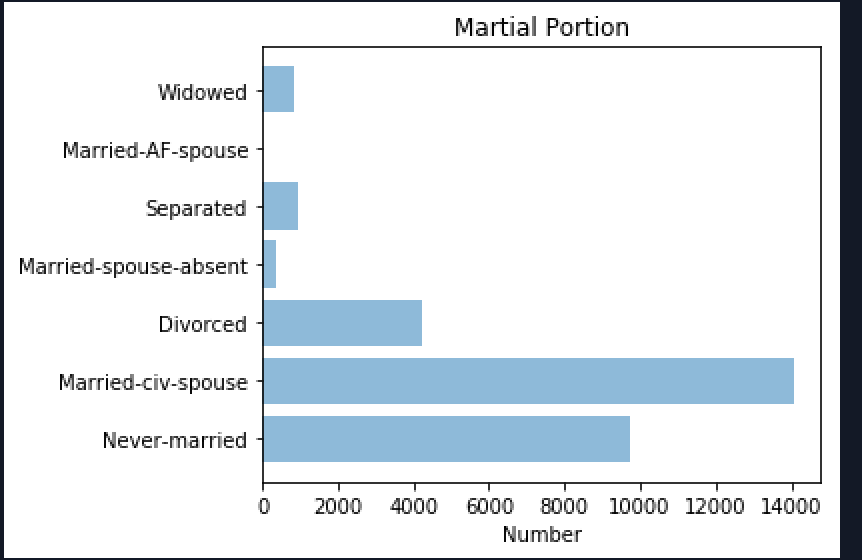 Martial Portion
Widowed
Married-AF-spouse
Separated
Married-spouse-absent
Divorced
Married-civ-spouse
Never-married
0 2000 4000 6000 8000 10000 12000 14000
Number